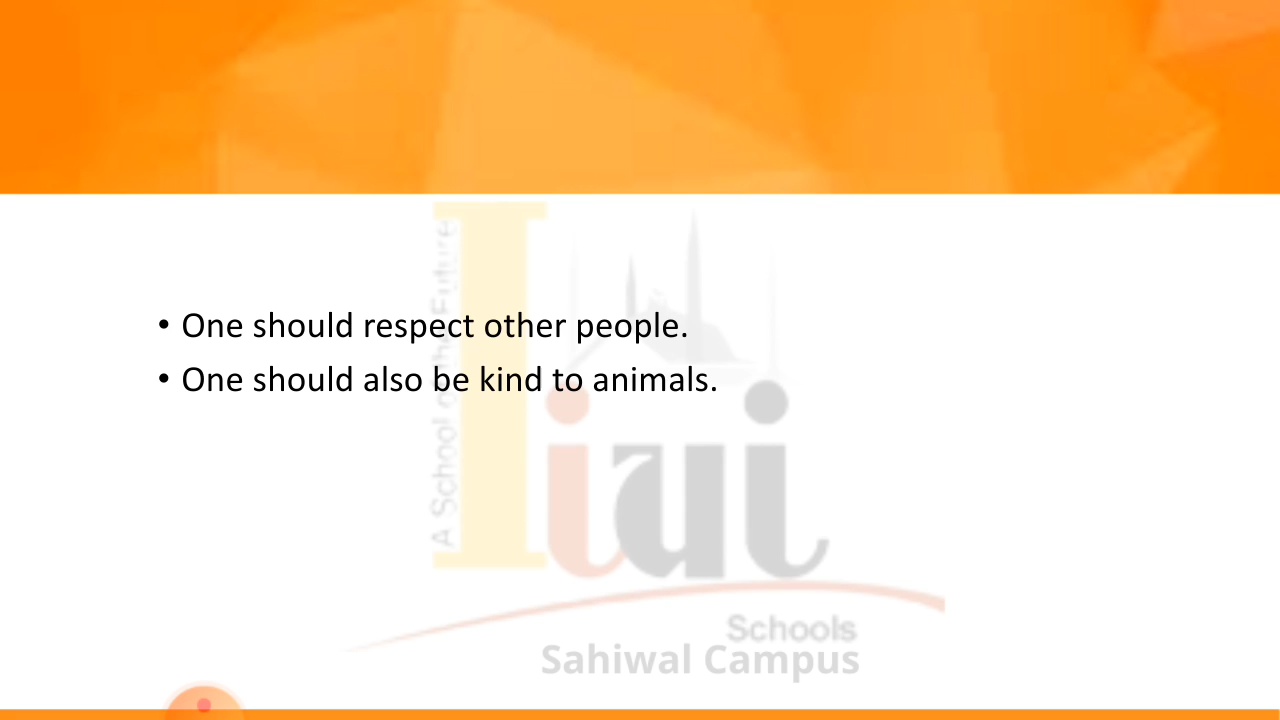 • One should respect other people.
• One should also be kind to animals.
A School of the Future
Iiui
Schools
Sahiwal Campus